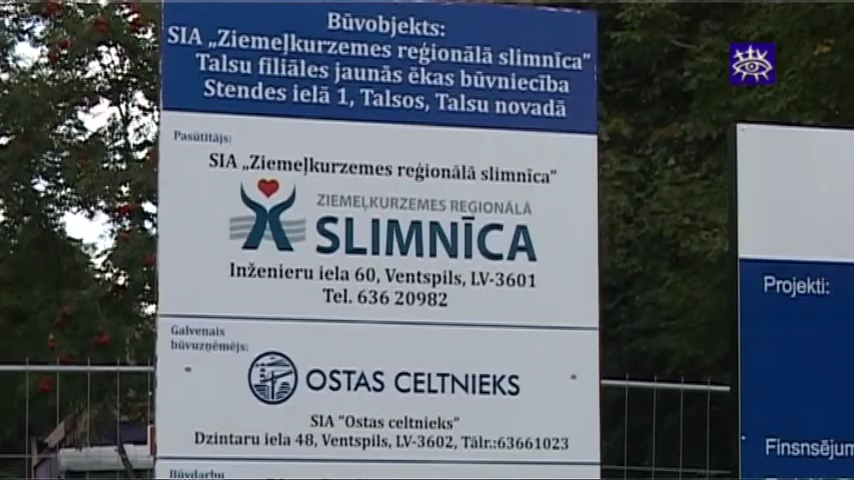 Būvobjekts:
SIA „Ziemeļkurzemes reģionālā slimnīca”
Talsu filiāles jaunās ēkas būvniecība
Stendes ielā 1, Talsos, Talsu novadā
Pasūtītājs:
SIA „Ziemeļkurzemes reģionālā slimnīca”
ZIEMEĻKURZEMES REĢIONĀLĀ
SLIMNĪCA
Inženieru iela 60, Ventspils, LV-3601
Tel. 636 20982
Galvenais
būvuzņēmējs:
OSTAS CELTNIEKS
SIA "Ostas celtnieks"
Dzintaru iela 48, Ventspils, LV-3602, Tālr.:63661023
Būvdarbu
Projekti:
Finsnsējum